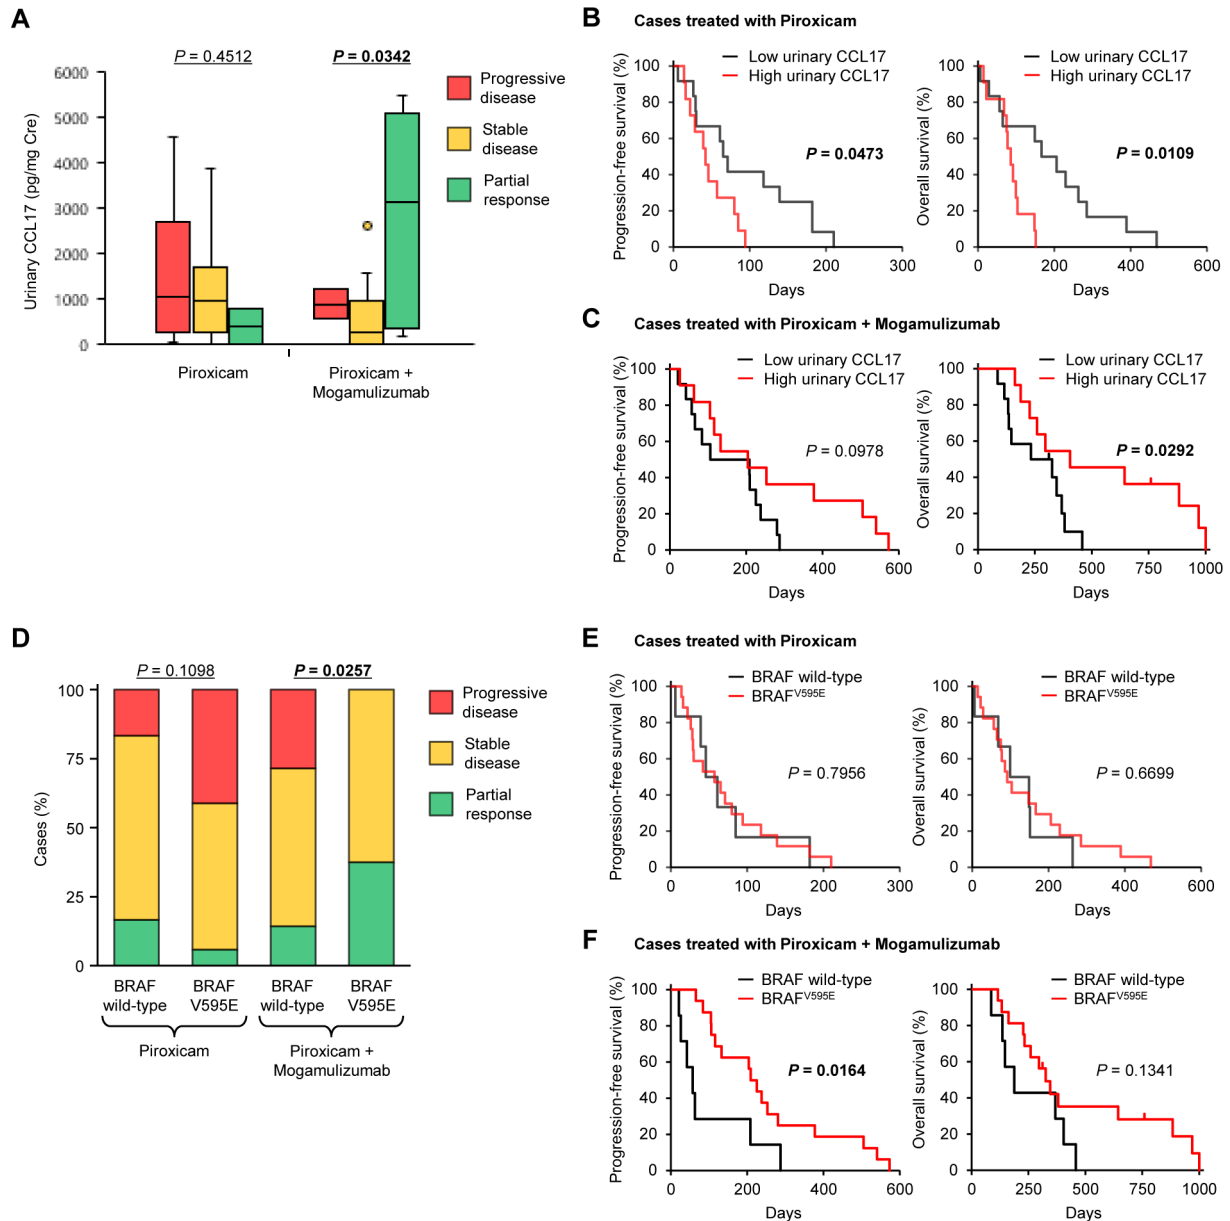 A
P = 0.4512
P = 0.0342
Urinary CCL17 (pg/mg Cre)
6000
5000
4000
3000
2000
1000
0
Progressive
disease
Stable
disease
Partial
response
Piroxicam
Piroxicam +
Mogamulizumab
B
Cases treated with Piroxicam
Progression-free survival (%)
100
80
60
40
20
0
Low urinary CCL17
High urinary CCL17
P = 0.0473
0
100
200
300
Days
Overall survival (%)
100
80
60
40
20
0
Low urinary CCL17
High urinary CCL17
P = 0.0109
0
200
400
600
Days
C
Cases treated with Piroxicam + Mogamulizumab
Progression-free survival (%)
100
80
60
40
20
0
Low urinary CCL17
High urinary CCL17
P = 0.0978
0
200
400
600
Days
Overall survival (%)
100
80
60
40
20
0
Low urinary CCL17
High urinary CCL17
P = 0.0292
0
250
500
750
1000
Days
D
P = 0.1098
P = 0.0257
Cases (%)
100
75
50
25
0
Progressive
disease
Stable
disease
Partial
response
BRAF
wild-type
BRAF
V595E
BRAF
wild-type
BRAF
V595E
Piroxicam
Piroxicam +
Mogamulizumab
E
Cases treated with Piroxicam
Progression-free survival (%)
100
80
60
40
20
0
BRAF wild-type
BRAFV595E
P = 0.7956
0
100
200
300
Days
Overall survival (%)
100
80
60
40
20
0
BRAF wild-type
BRAFV595E
P = 0.6699
0
200
400
600
Days
F
Cases treated with Piroxicam + Mogamulizumab
Progression-free survival (%)
100
80
60
40
20
0
BRAF wild-type
BRAFV595E
P = 0.0164
0
200
400
600
Days
Overall survival (%)
100
80
60
40
20
0
BRAF wild-type
BRAFV595E
P = 0.1341
0
250
500
750
1000
Days